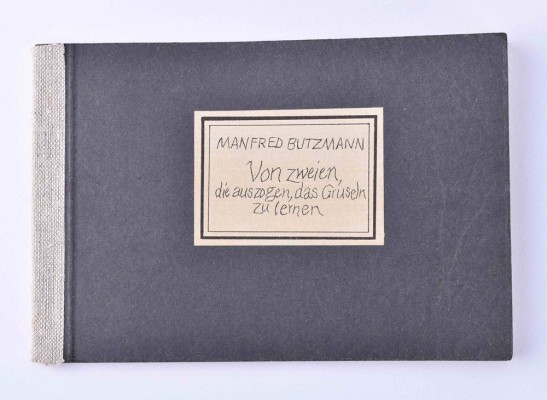 MANFRED BUTZMANN
Von zweien,
die auszogen, das Gruseln
zu lernen